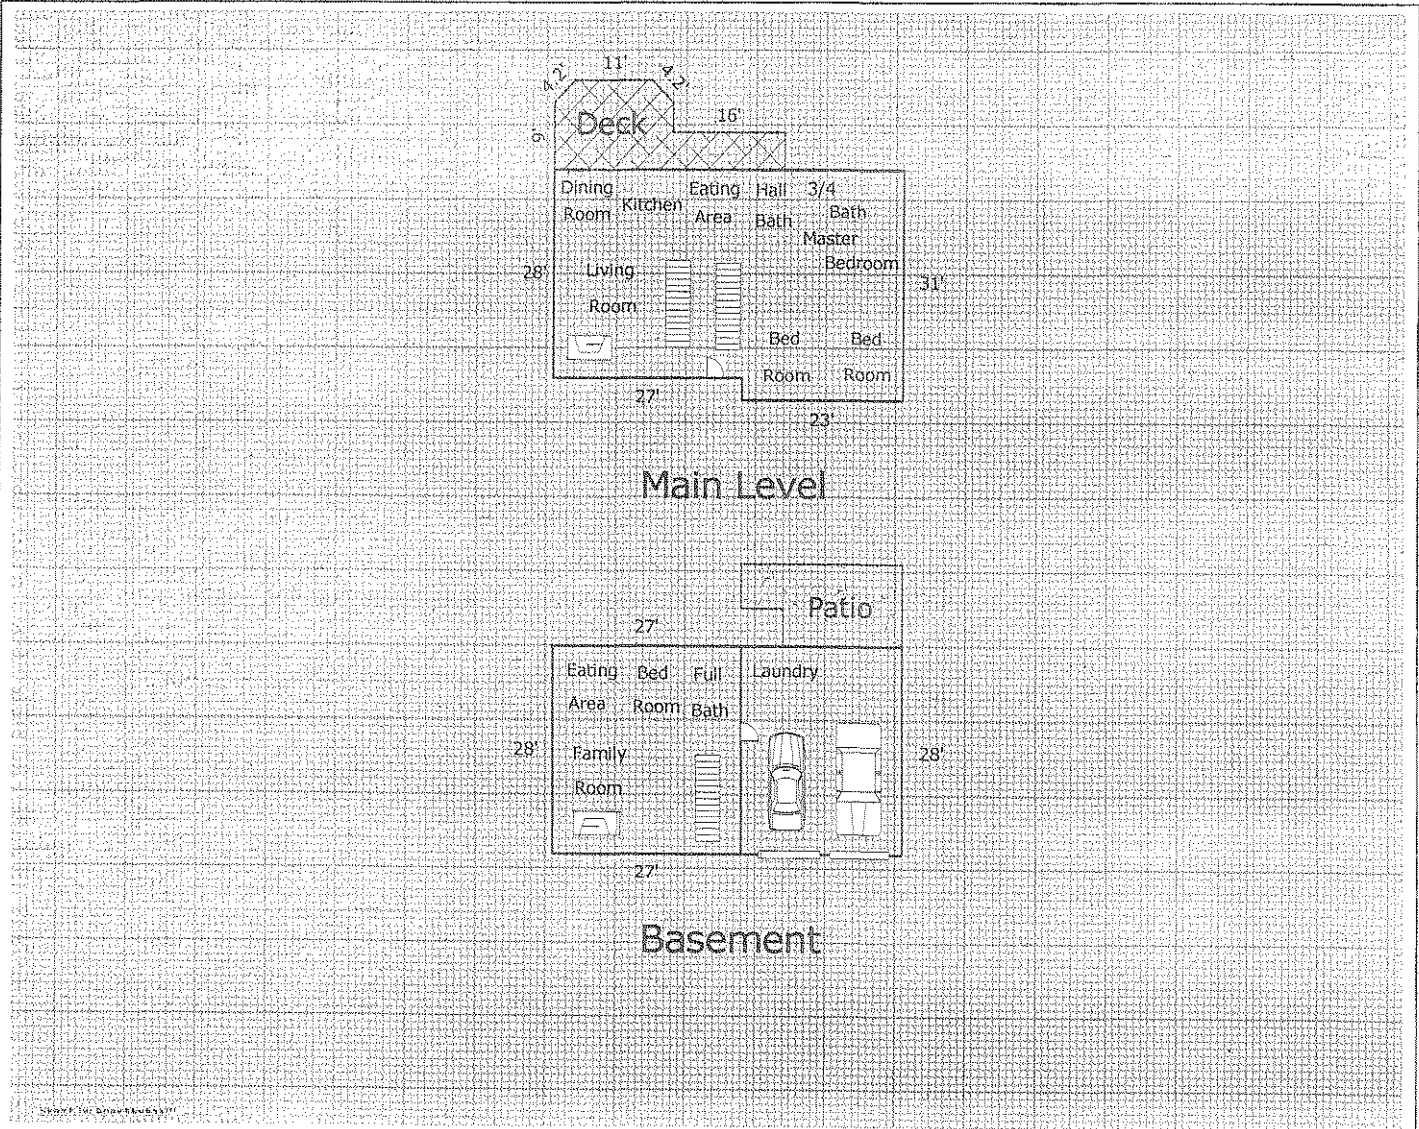 11'
4.2'
4.2'
Deck
16'
9'
Dining
Room
Kitchen
Eating
Area
Hall
Bath
3/4
Bath
Master
Bedroom
28'
Living
Room
31'
Bed
Room
Bed
Room
27'
23'
Main Level
Patio
27'
Eating
Area
Bed
Room
Full
Bath
Laundry
28'
Family
Room
28'
27'
Basement